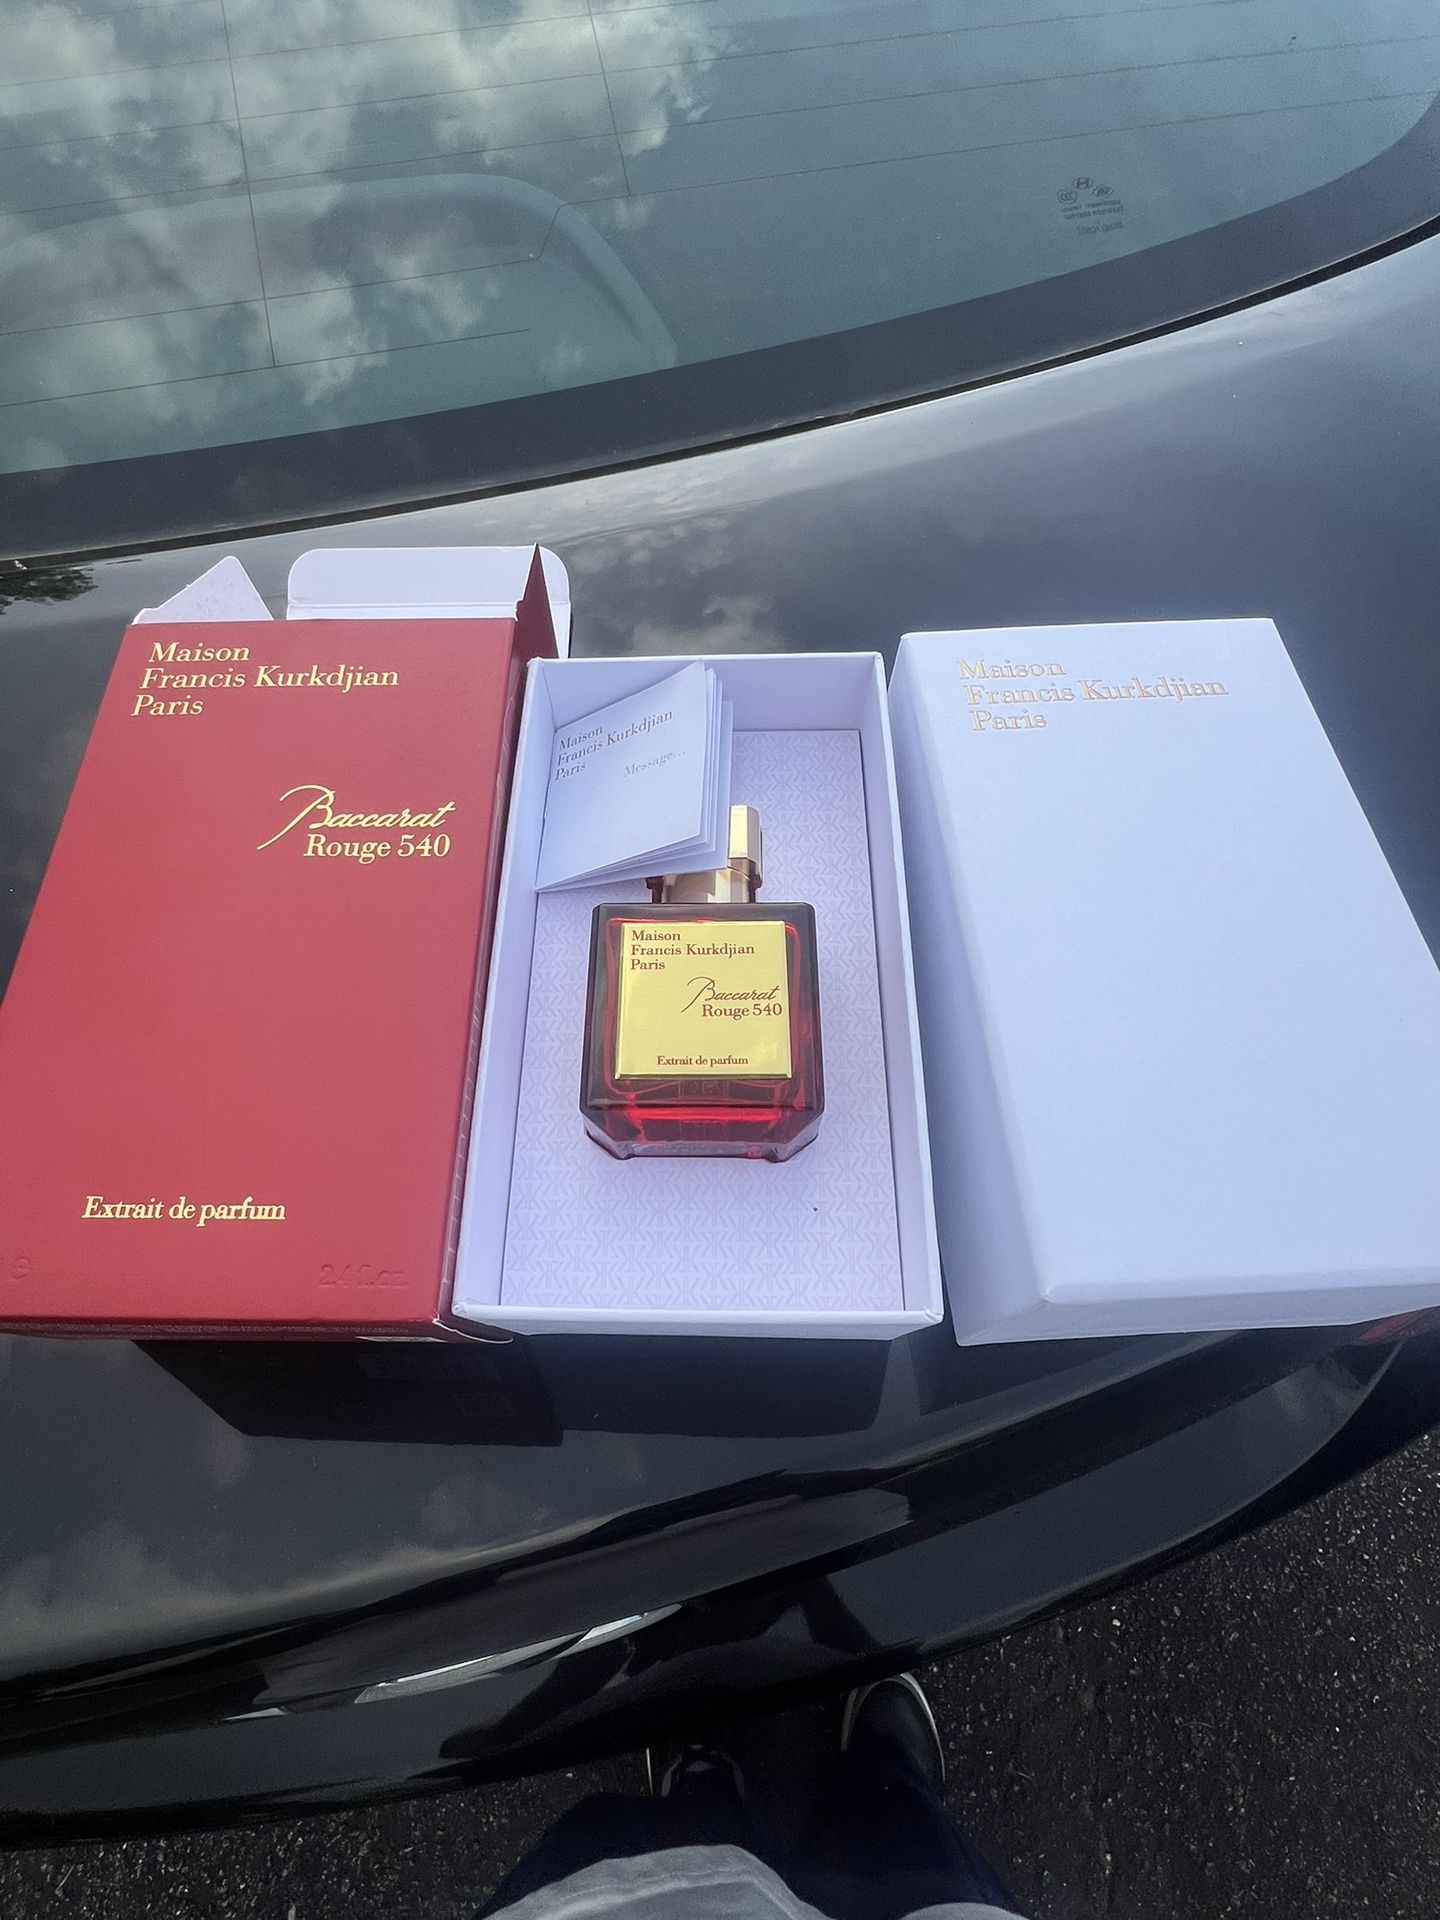 Maison
Francis Kurkdjian
Paris
Baccarat
Rouge 540
Extrait de parfum
2.4 fl.oz.
Maison
Francis Kurkdjian
Paris
Message...
Maison
Francis Kurkdjian
Paris
Baccarat
Rouge 540
Extrait de parfum
Maison
Francis Kurkdjian
Paris